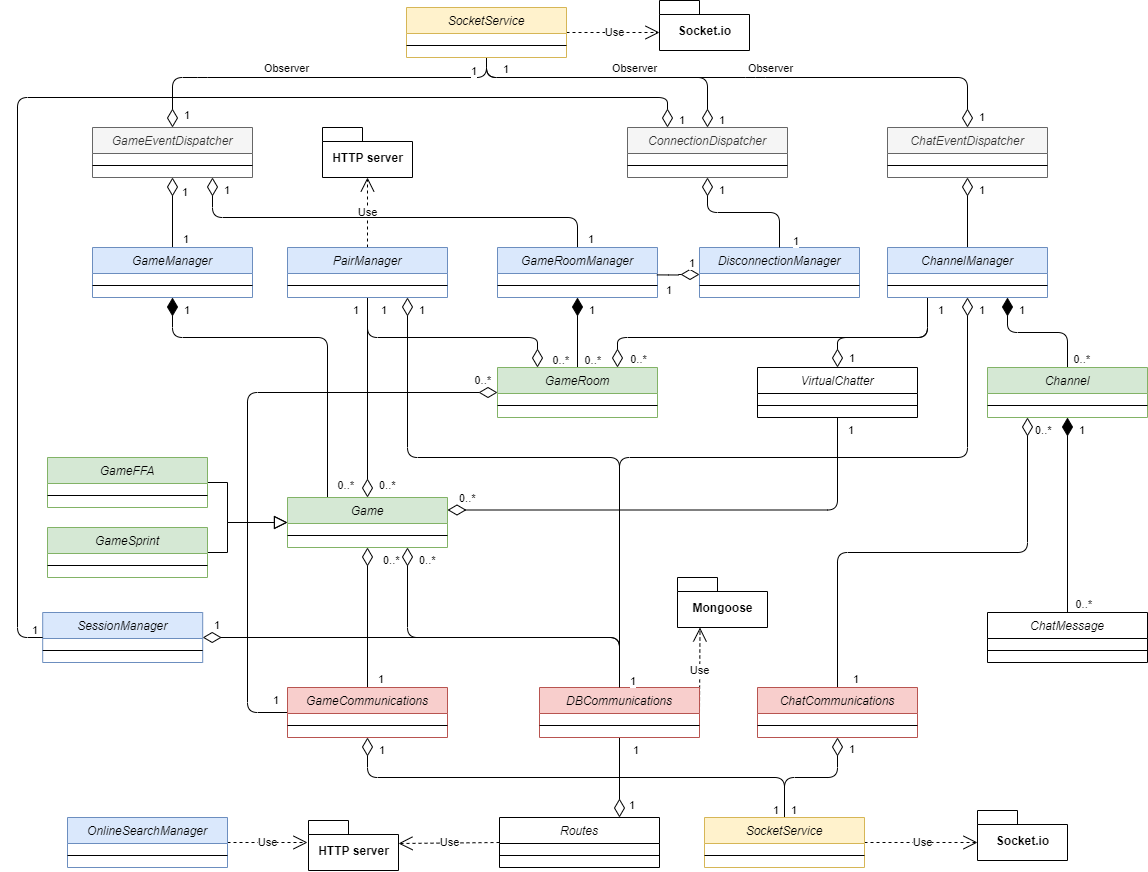 SocketService
Use
Socket.io
Observer
1
1
Observer
Observer
1
1
1
1
GameEventDispatcher
HTTP server
ConnectionDispatcher
ChatEventDispatcher
1
1
1
1
Use
1
1
1
GameManager
PairManager
GameRoomManager
1
DisconnectionManager
ChannelManager
1
1
1
1
1
1
1
1
0..*
0..*
0..*
1
0..*
0..*
GameRoom
VirtualChatter
Channel
1
0..*
1
GameFFA
0..*
0..*
0..*
Game
GameSprint
0..*
0..*
Mongoose
0..*
SessionManager
1
1
ChatMessage
Use
1
1
1
1
GameCommunications
DBCommunications
ChatCommunications
1
1
1
1
1
1
OnlineSearchManager
Use
HTTP server
Use
Routes
SocketService
Use
Socket.io